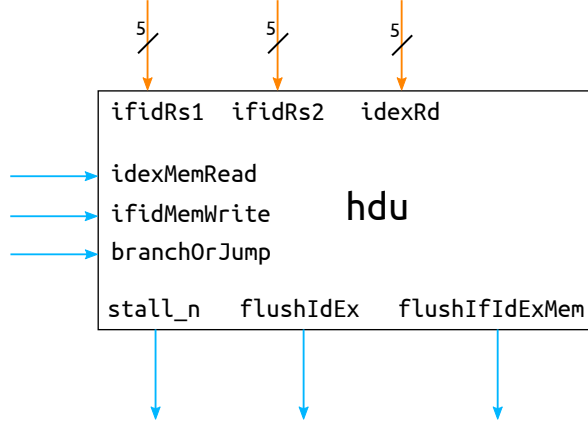 5 5 5
ifidRs1 ifidRs2 idexRd
idexMemRead
ifidMemWrite
hdu
branchOrJump
stall_n flushIdEx flushIfIdExMem